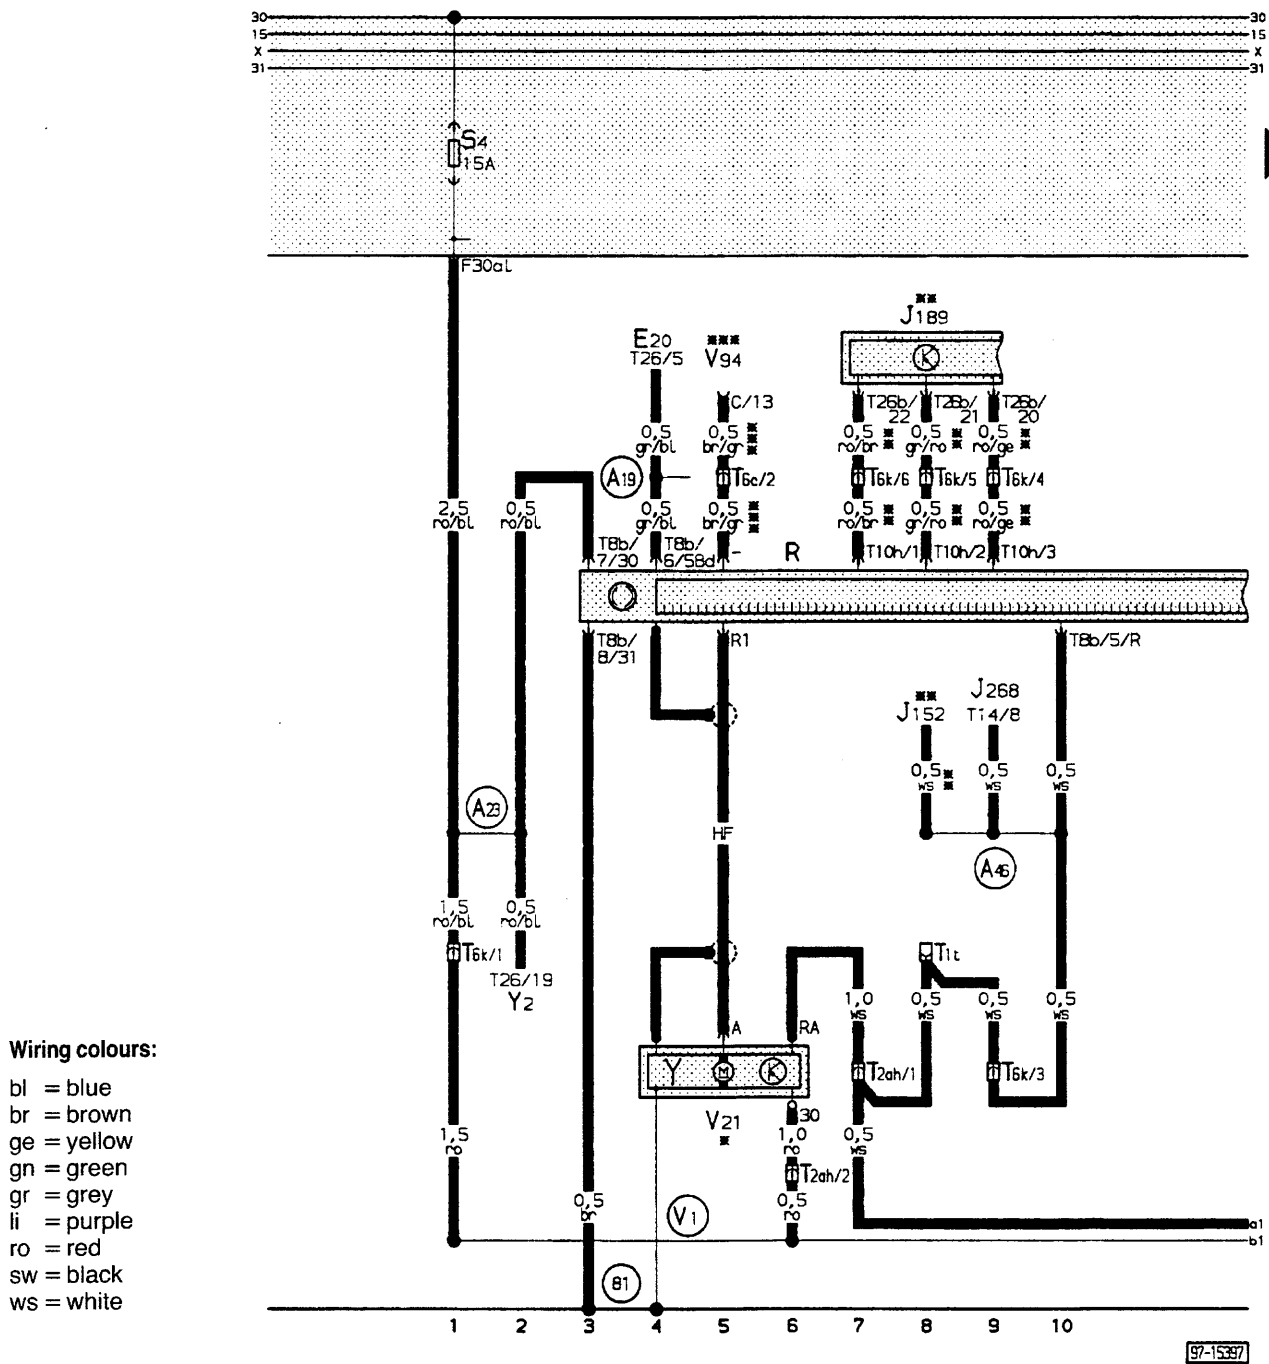 30 30
15 15
X X
31 31
S4
15A
F30al
E20
T26/5
※※※
V94
※※
J189
K
C/13
T26b/
22
T26b/
21
T26b/
20
0,5
gr/bl
0,5
br/gr
※※※
0,5
ro/br
※※
0,5
gr/ro
※※
0,5
ro/ge
※※
A19
T6c/2
T6k/6
T6k/5
T6k/4
2,5
ro/bl
0,5
ro/bl
0,5
gr/bl
0,5
br/gr
※※※
0,5
ro/br
※※
0,5
gr/ro
※※
0,5
ro/ge
※※
T8b/
7/30
T8b/
6/58d
-
R
T10h/1
T10h/2
T10h/3
T8b/
8/31
R1
T8b/5/R
※※
J152
J268
T14/8
0,5
ws
※※
0,5
ws
0,5
ws
A23
HF
A46
1,5
ro/bl
0,5
ro/bl
T6k/1
T26/19
Y2
T1t
1,0
ws
0,5
ws
0,5
ws
0,5
ws
A
RA
Y
M
K
T2ah/1
T6k/3
V21
※
30
1,5
ro
1,0
ro
0,5
ws
T2ah/2
0,5
br
V1
0,5
ro
a1
b1
81
1 2 3 4 5 6 7 8 9 10
97-15397
Wiring colours:
bl = blue
br = brown
ge = yellow
gn = green
gr = grey
li = purple
ro = red
sw = black
ws = white